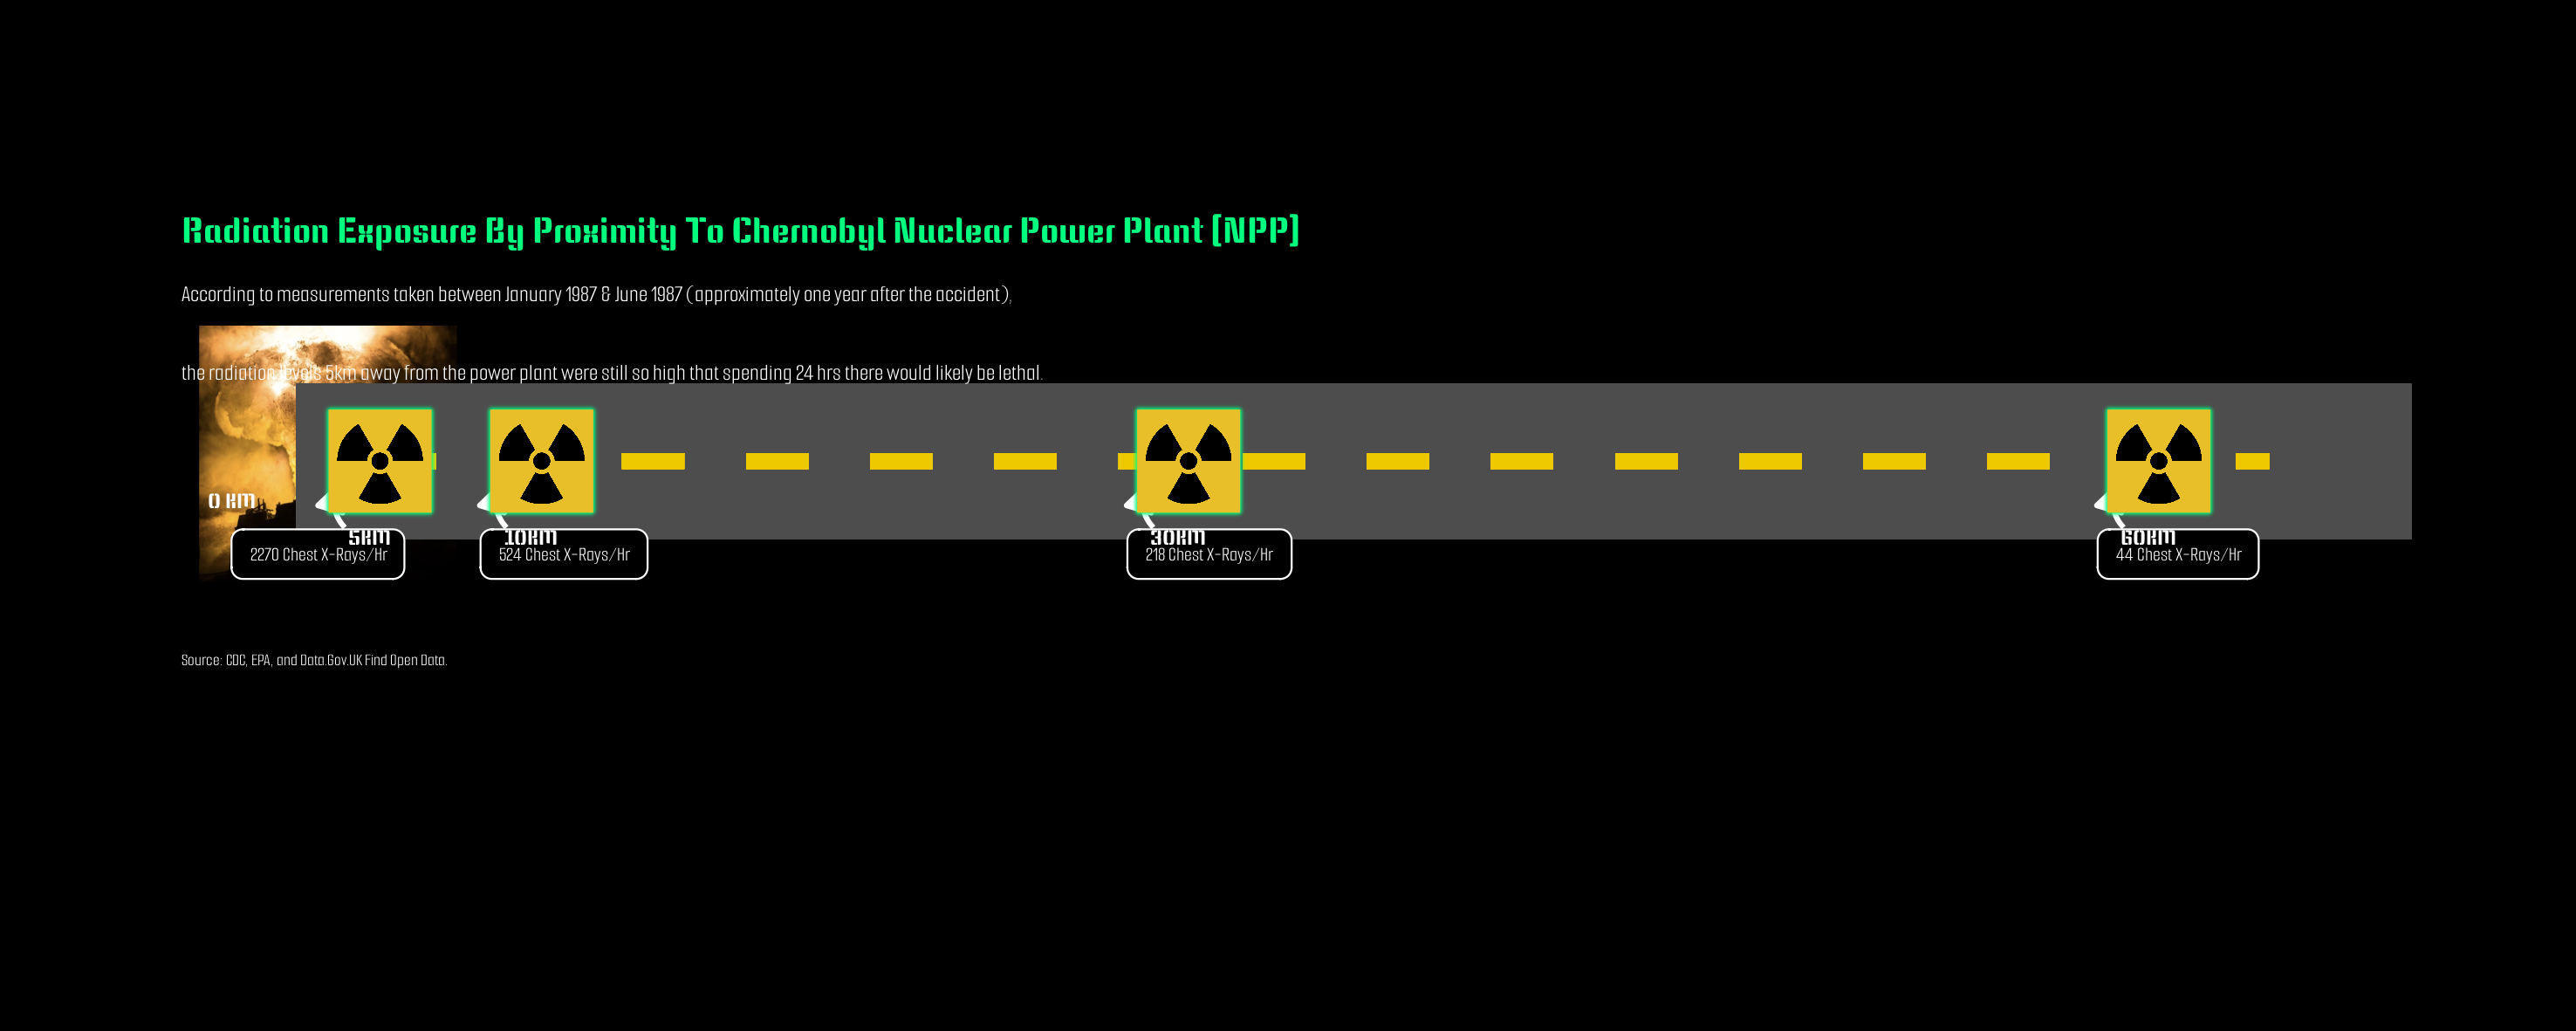 Radiation Exposure By Proximity To Chernobyl Nuclear Power Plant (NPP)
According to measurements taken between January 1987 & June 1987 (approximately one year after the accident),
the radiation levels 5km away from the power plant were still so high that spending 24 hrs there would likely be lethal.
0 KM
5KM
2270 Chest X-Rays/Hr
10KM
524 Chest X-Rays/Hr
30KM
218 Chest X-Rays/Hr
60KM
44 Chest X-Rays/Hr
Source: CDC, EPA, and Data.Gov.UK Find Open Data.